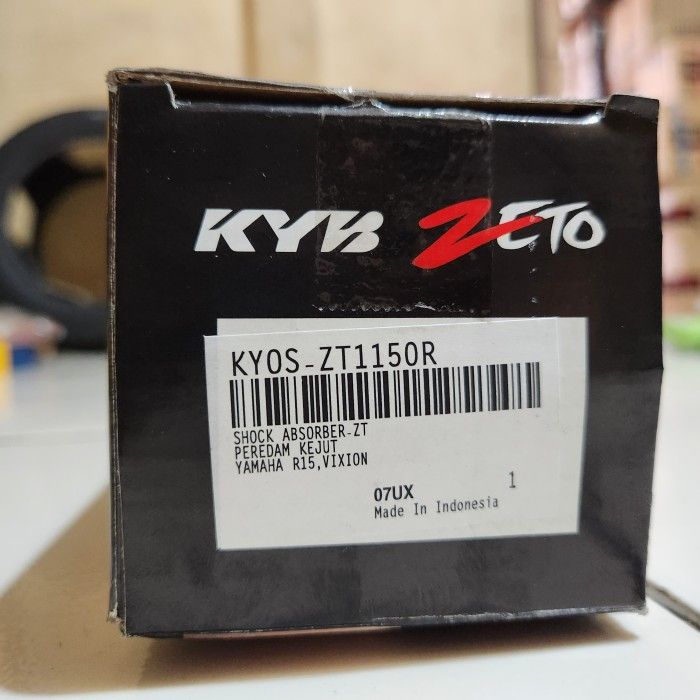 KYB ZETO
KYOS-ZT1150R
SHOCK ABSORBER-ZT
PEREDAM KEJUT
YAMAHA R15,VIXION
07UX 1
Made In Indonesia